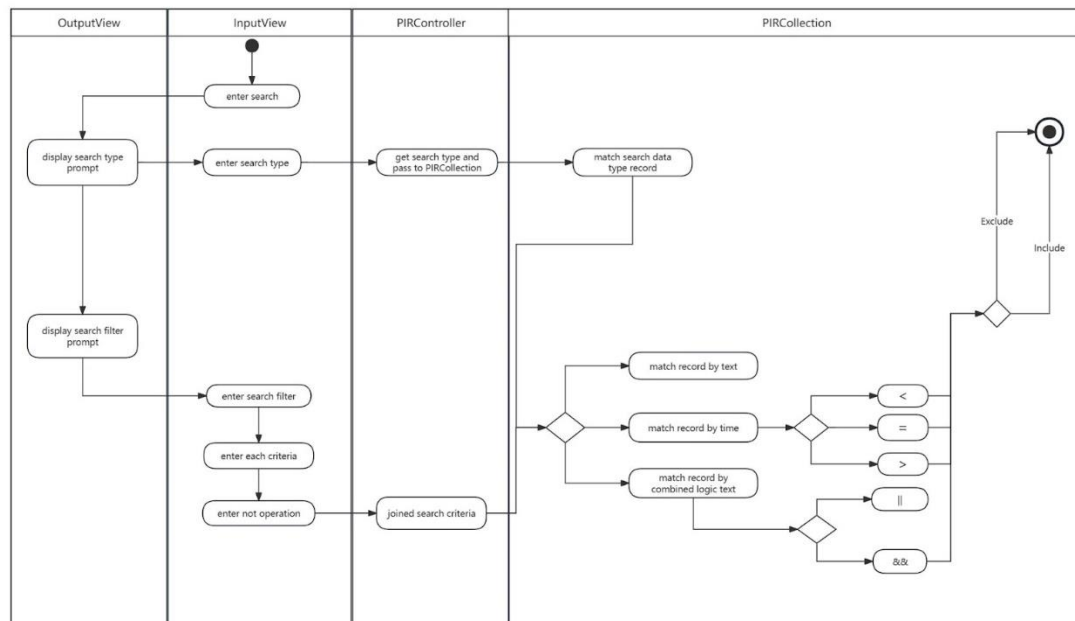 OutputView
InputView
PIRController
PIRCollection
enter search
display search type
prompt
enter search type
get search type and
pass to PIRCollection
match search data
type record
Exclude
Include
display search filter
prompt
match record by text
enter search filter
<
match record by time
=
enter each criteria
>
match record by
combined logic text
||
enter not operation
joined search criteria
&&